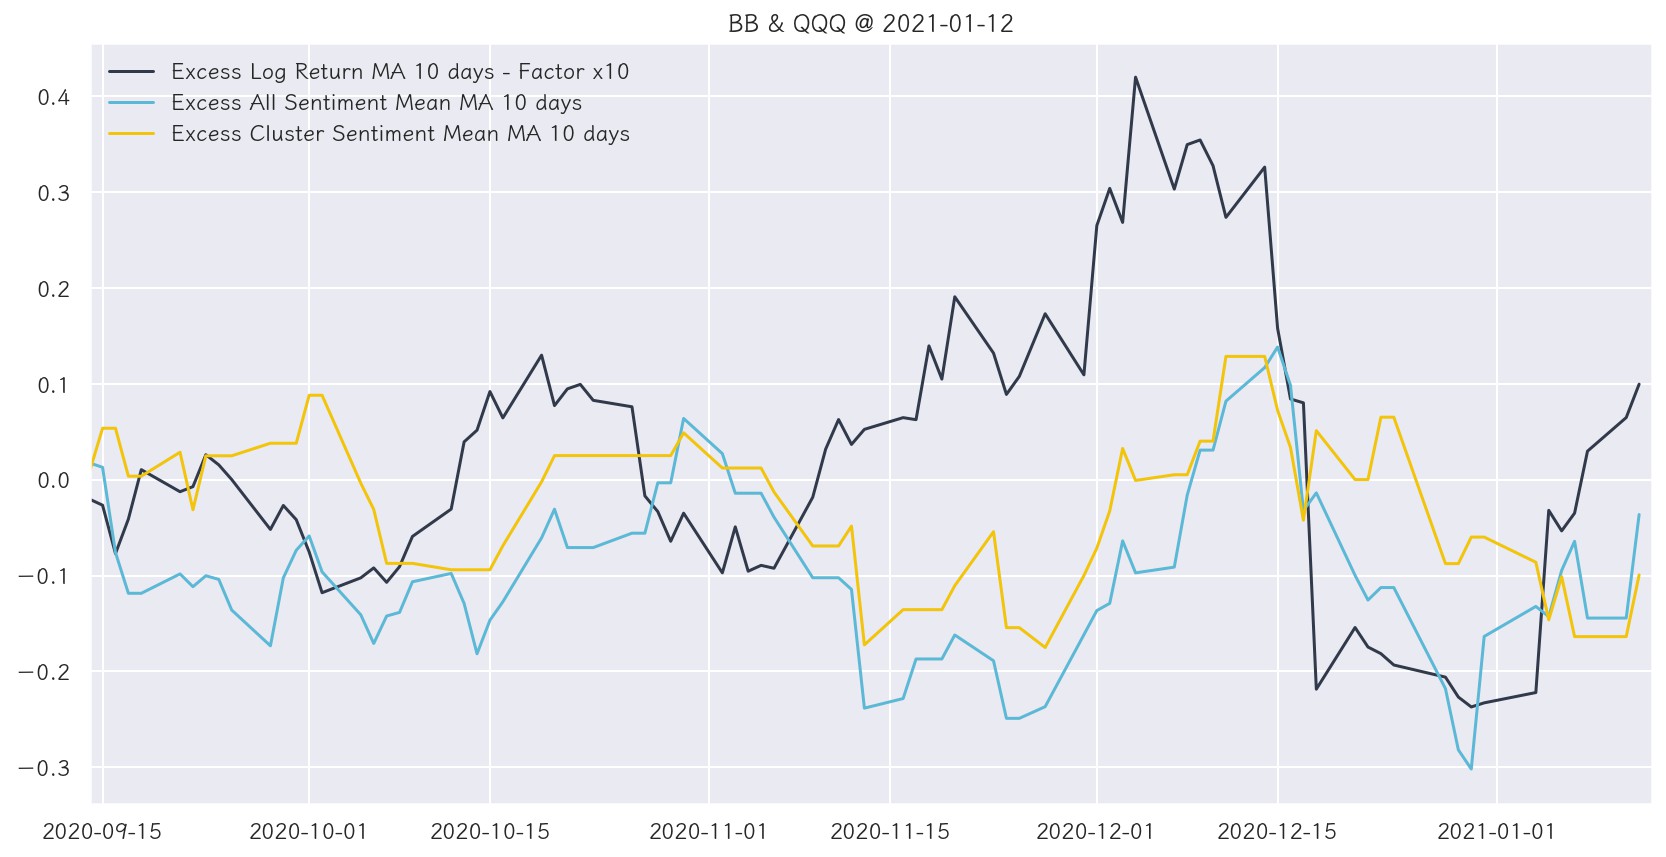 BB & QQQ @ 2021-01-12
Excess Log Return MA 10 days - Factor x10
Excess All Sentiment Mean MA 10 days
Excess Cluster Sentiment Mean MA 10 days
0.4
0.3
0.2
0.1
0.0
−0.1
−0.2
−0.3
2020-09-15 2020-10-01 2020-10-15 2020-11-01 2020-11-15 2020-12-01 2020-12-15 2021-01-01